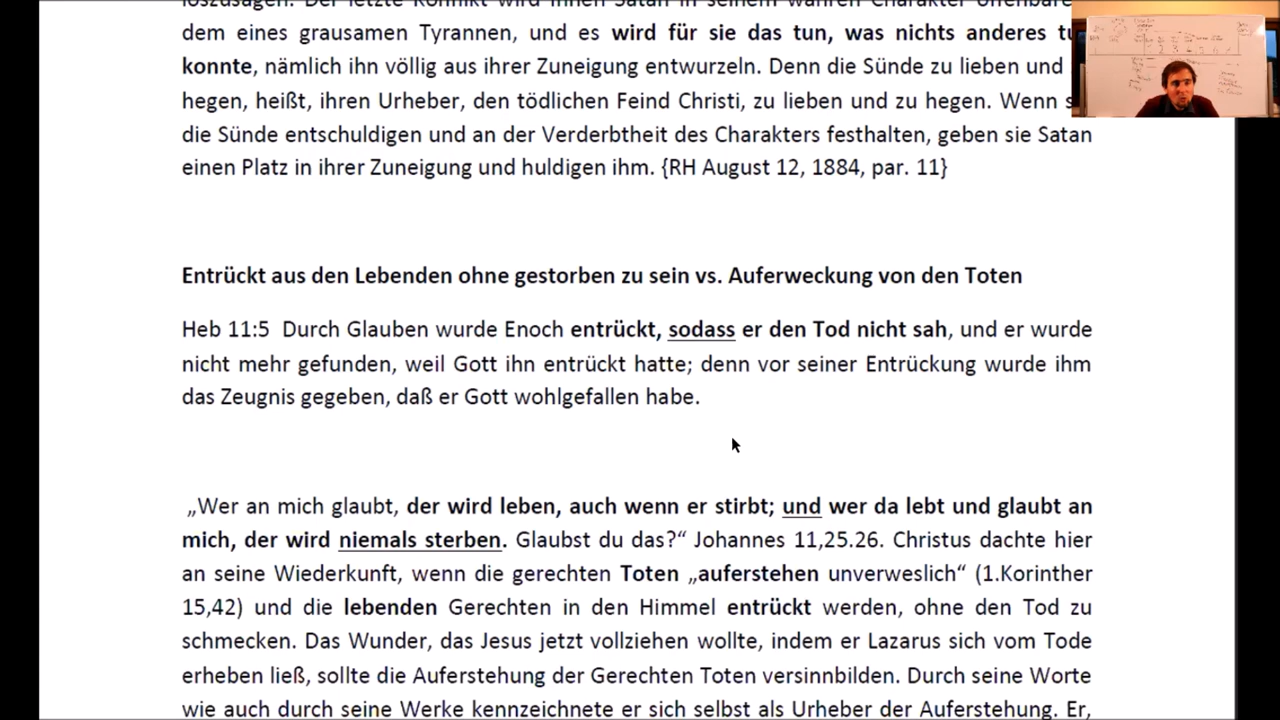 loszusagen. Der letzte Konflikt wird ihnen Satan in seinem wahren Charakter
dem eines grausamen Tyrannen, und es wird für sie das tun, was nichts anderes
konnte, nämlich ihn völlig aus ihrer Zuneigung entwurzeln. Denn die Sünde zu lieben und
hegen, heißt, ihren Urheber, den tödlichen Feind Christi, zu lieben und zu hegen. Wenn
die Sünde entschuldigen und an der Verderbtheit des Charakters festhalten, geben sie Satan
einen Platz in ihrer Zuneigung und huldigen ihm. {RH August 12, 1884, par. 11}
Entrückt aus den Lebenden ohne gestorben zu sein vs. Auferweckung von den Toten
Heb 11:5 Durch Glauben wurde Enoch entrückt, sodass er den Tod nicht sah, und er wurde
nicht mehr gefunden, weil Gott ihn entrückt hatte; denn vor seiner Entrückung wurde ihm
das Zeugnis gegeben, daß er Gott wohlgefallen habe.
„Wer an mich glaubt, der wird leben, auch wenn er stirbt; und wer da lebt und glaubt an
mich, der wird niemals sterben. Glaubst du das?“ Johannes 11,25.26. Christus dachte hier
an seine Wiederkunft, wenn die gerechten Toten „auferstehen unverweslich“ (1.Korinther
15,42) und die lebenden Gerechten in den Himmel entrückt werden, ohne den Tod zu
schmecken. Das Wunder, das Jesus jetzt vollziehen wollte, indem er Lazarus sich vom Tode
erheben ließ, sollte die Auferstehung der Gerechten Toten versinnbilden. Durch seine Worte
wie auch durch seine Werke kennzeichnete er sich selbst als Urheber der Auferstehung. Er,